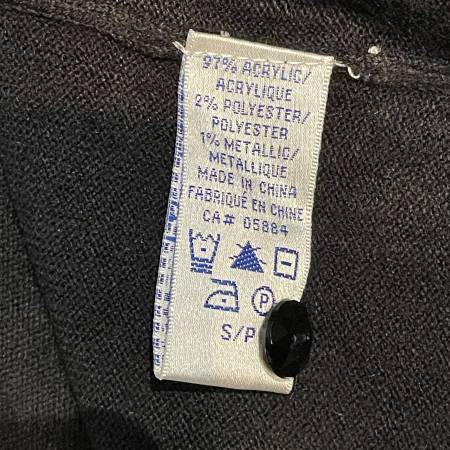 97% ACRYLIC/
ACRYLIQUE
2% POLYESTER/
POLYESTER
1% METALLIC/
METALLIQUE
MADE IN CHINA
FABRIQUÉ EN CHINE
CA# 05884
P
S/P